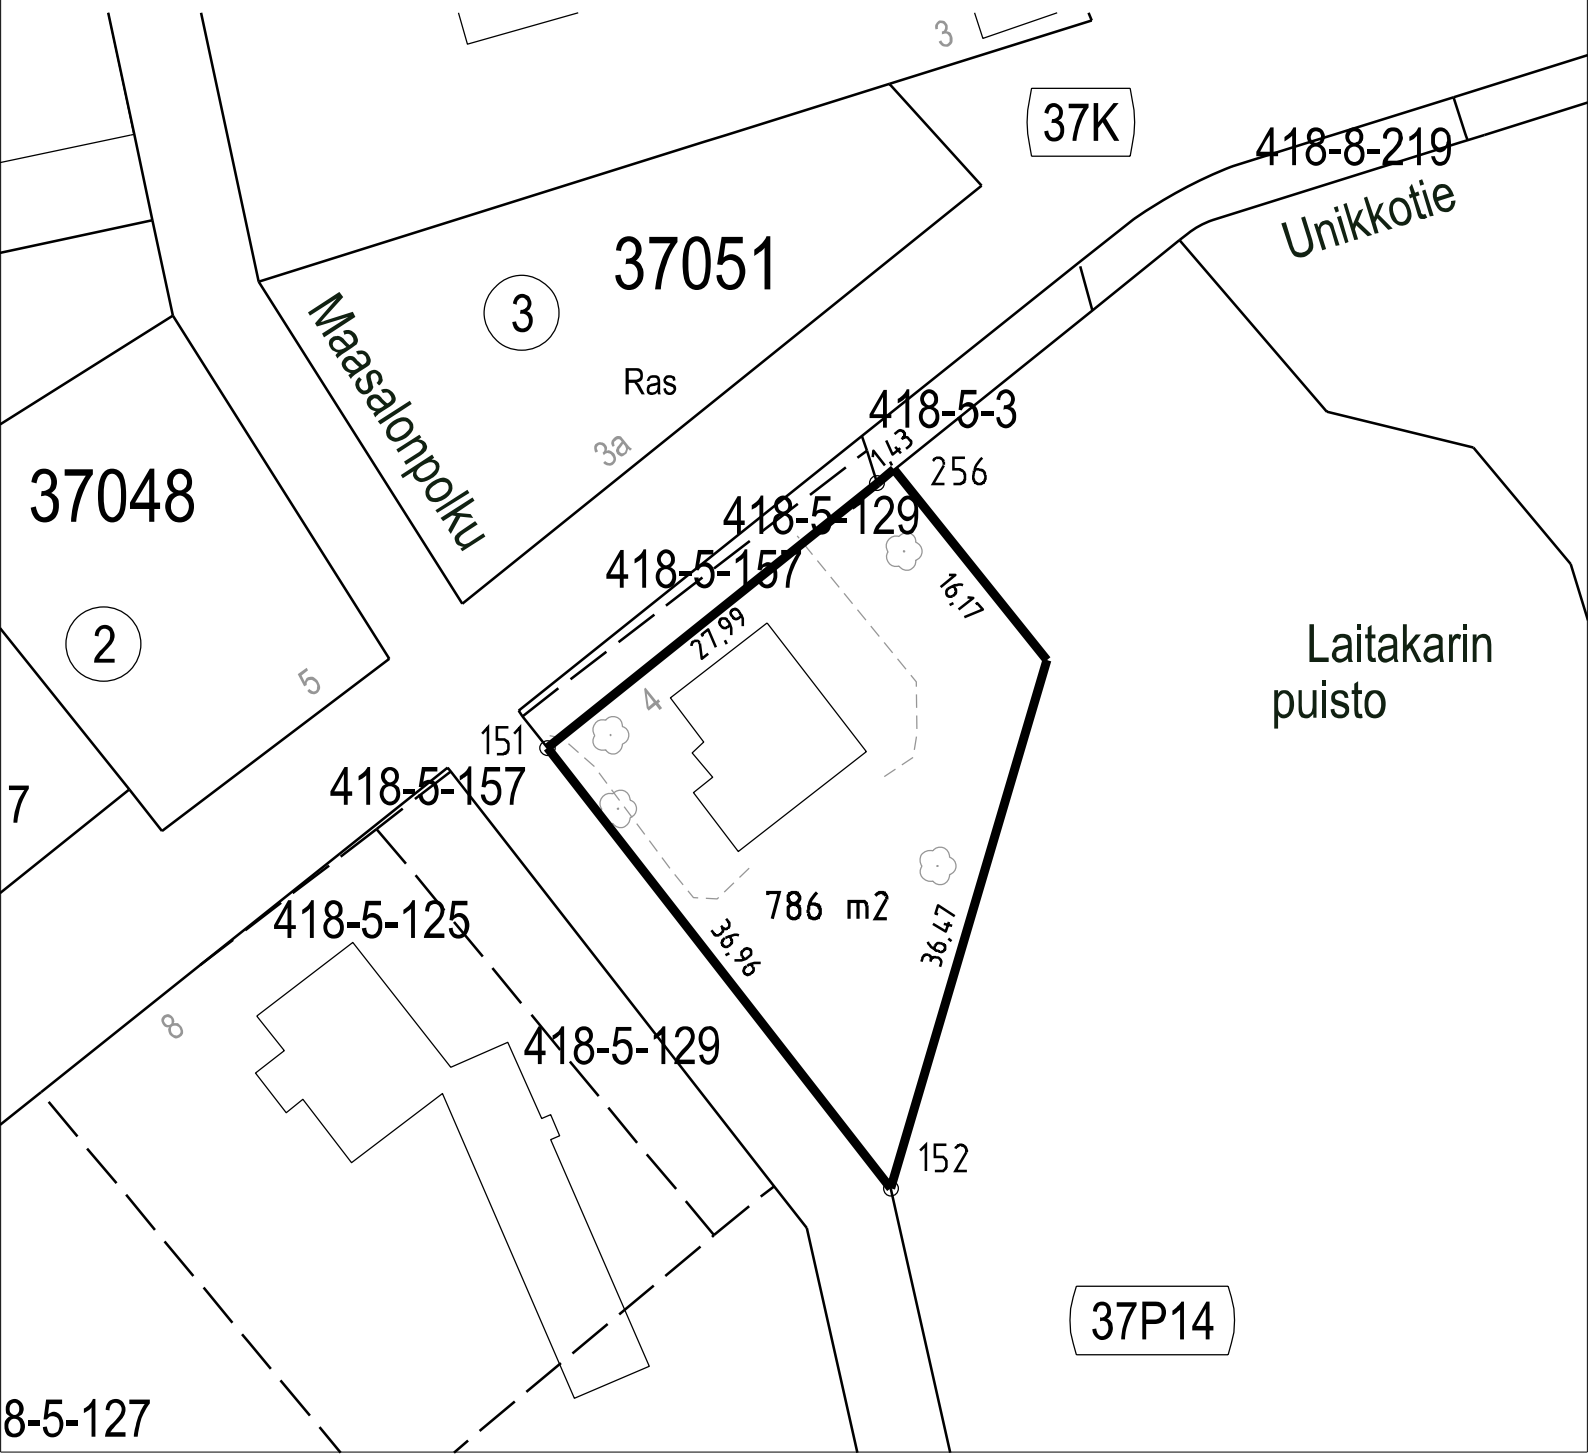 3
37K
418-8-219
Unikkotie
37051
3
Maasalonpolku
Ras
418-5-3
1,43
3a
256
37048
418-5-129
418-5-157
16,17
27,99
2
Laitakarin
puisto
5
4
151
418-5-157
7
786 m2
418-5-125
36,96
36,47
8
418-5-129
152
37P14
8-5-127